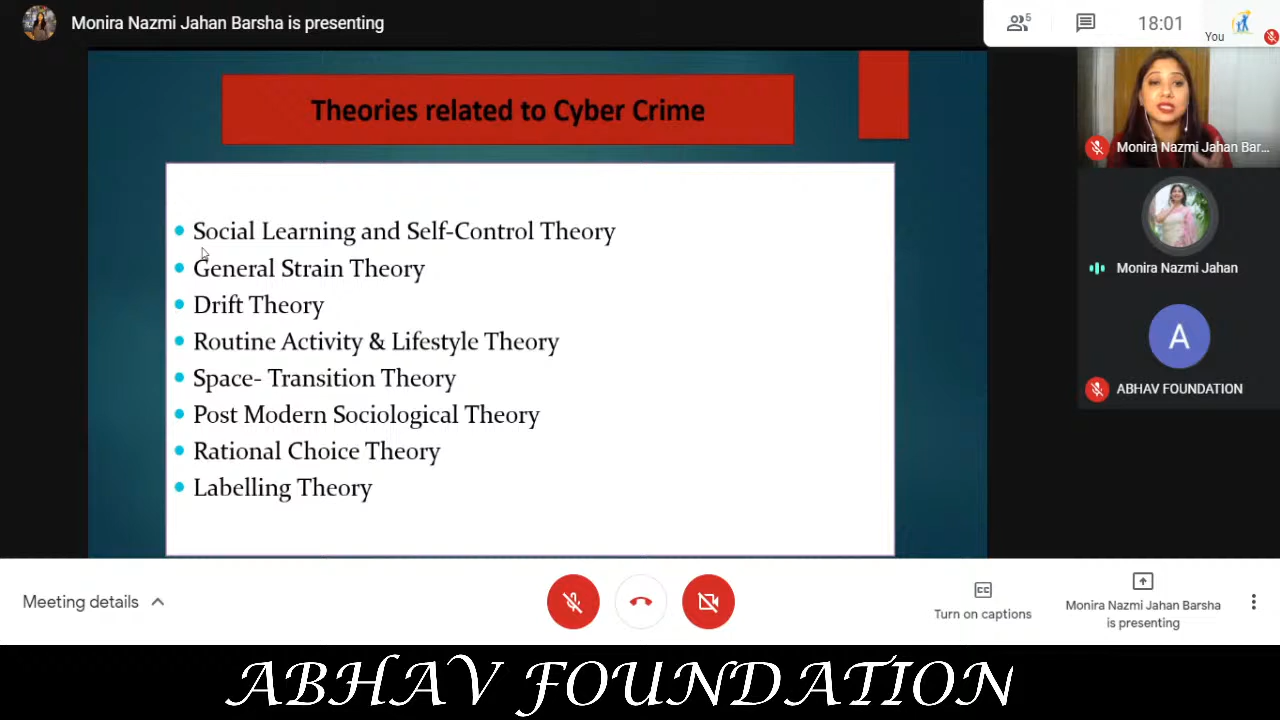 Monira Nazmi Jahan Barsha is presenting
5
18:01
You
Theories related to Cyber Crime
Monira Nazmi Jahan Bar...
• Social Learning and Self-Control Theory
• General Strain Theory
• Drift Theory
• Routine Activity & Lifestyle Theory
• Space- Transition Theory
• Post Modern Sociological Theory
• Rational Choice Theory
• Labelling Theory
Monira Nazmi Jahan
A
ABHAV FOUNDATION
Meeting details
CC
Turn on captions
Monira Nazmi Jahan Barsha
is presenting
ABHAV FOUNDATION